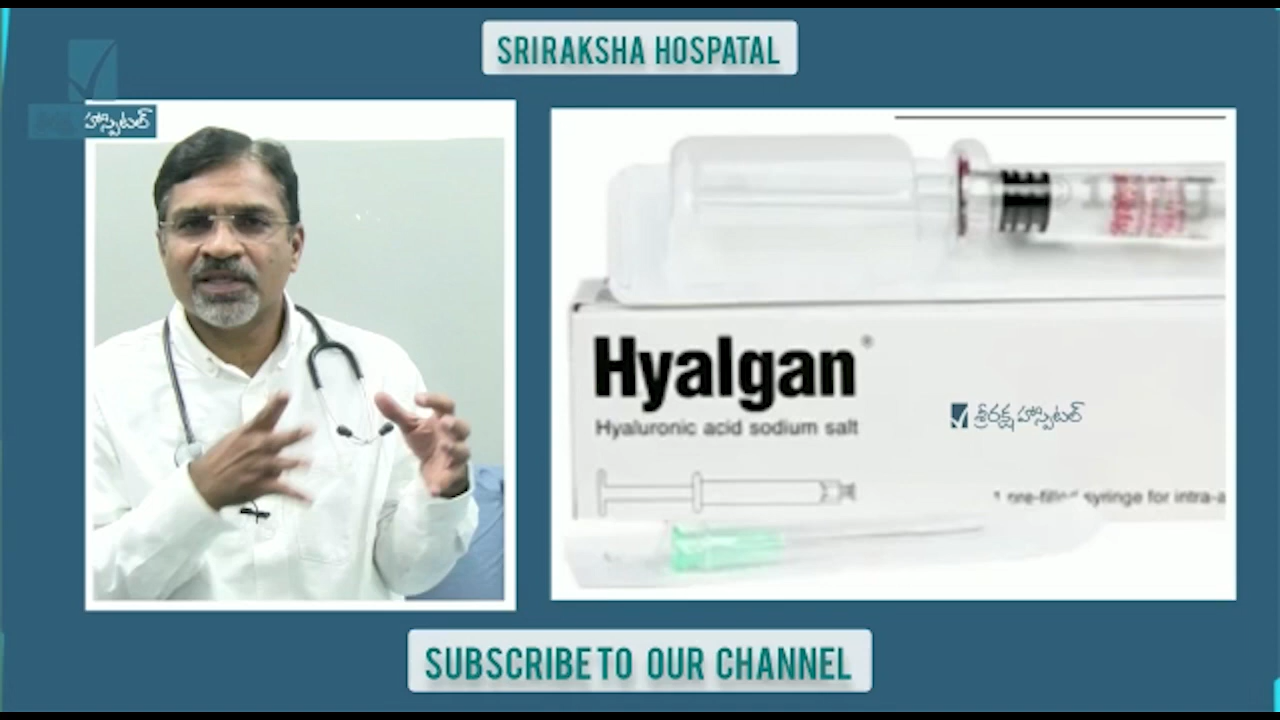 SRIRAKSHA HOSPATAL
శ్రీరక్ష హాస్పిటల్
Hyalgan®
Hyaluronic acid sodium salt
శ్రీరక్ష హాస్పిటల్
1 pre-filled syringe for intra-a
SUBSCRIBE TO OUR CHANNEL